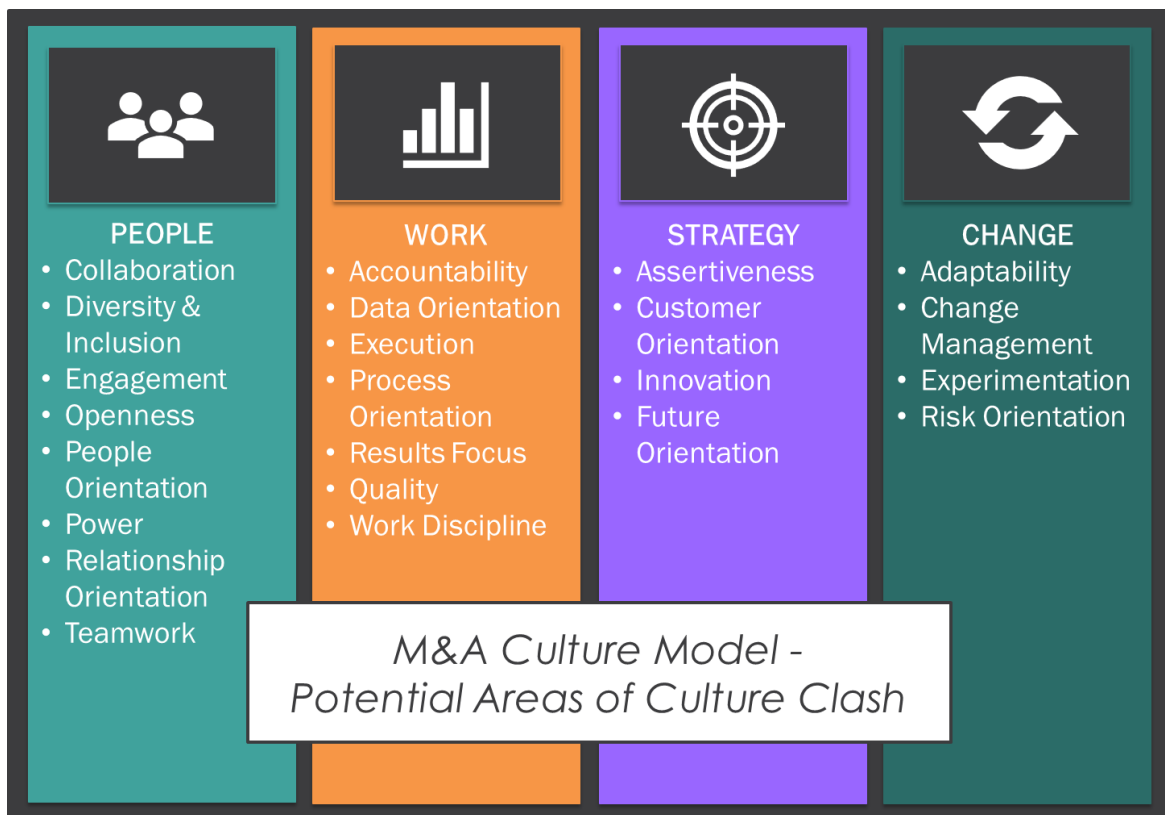 PEOPLE
• Collaboration
• Diversity &
Inclusion
• Engagement
• Openness
• People
Orientation
• Power
• Relationship
Orientation
• Teamwork
WORK
• Accountability
• Data Orientation
• Execution
• Process
Orientation
• Results Focus
• Quality
• Work Discipline
STRATEGY
• Assertiveness
• Customer
Orientation
• Innovation
• Future
Orientation
CHANGE
• Adaptability
• Change
Management
• Experimentation
• Risk Orientation
M&A Culture Model -
Potential Areas of Culture Clash